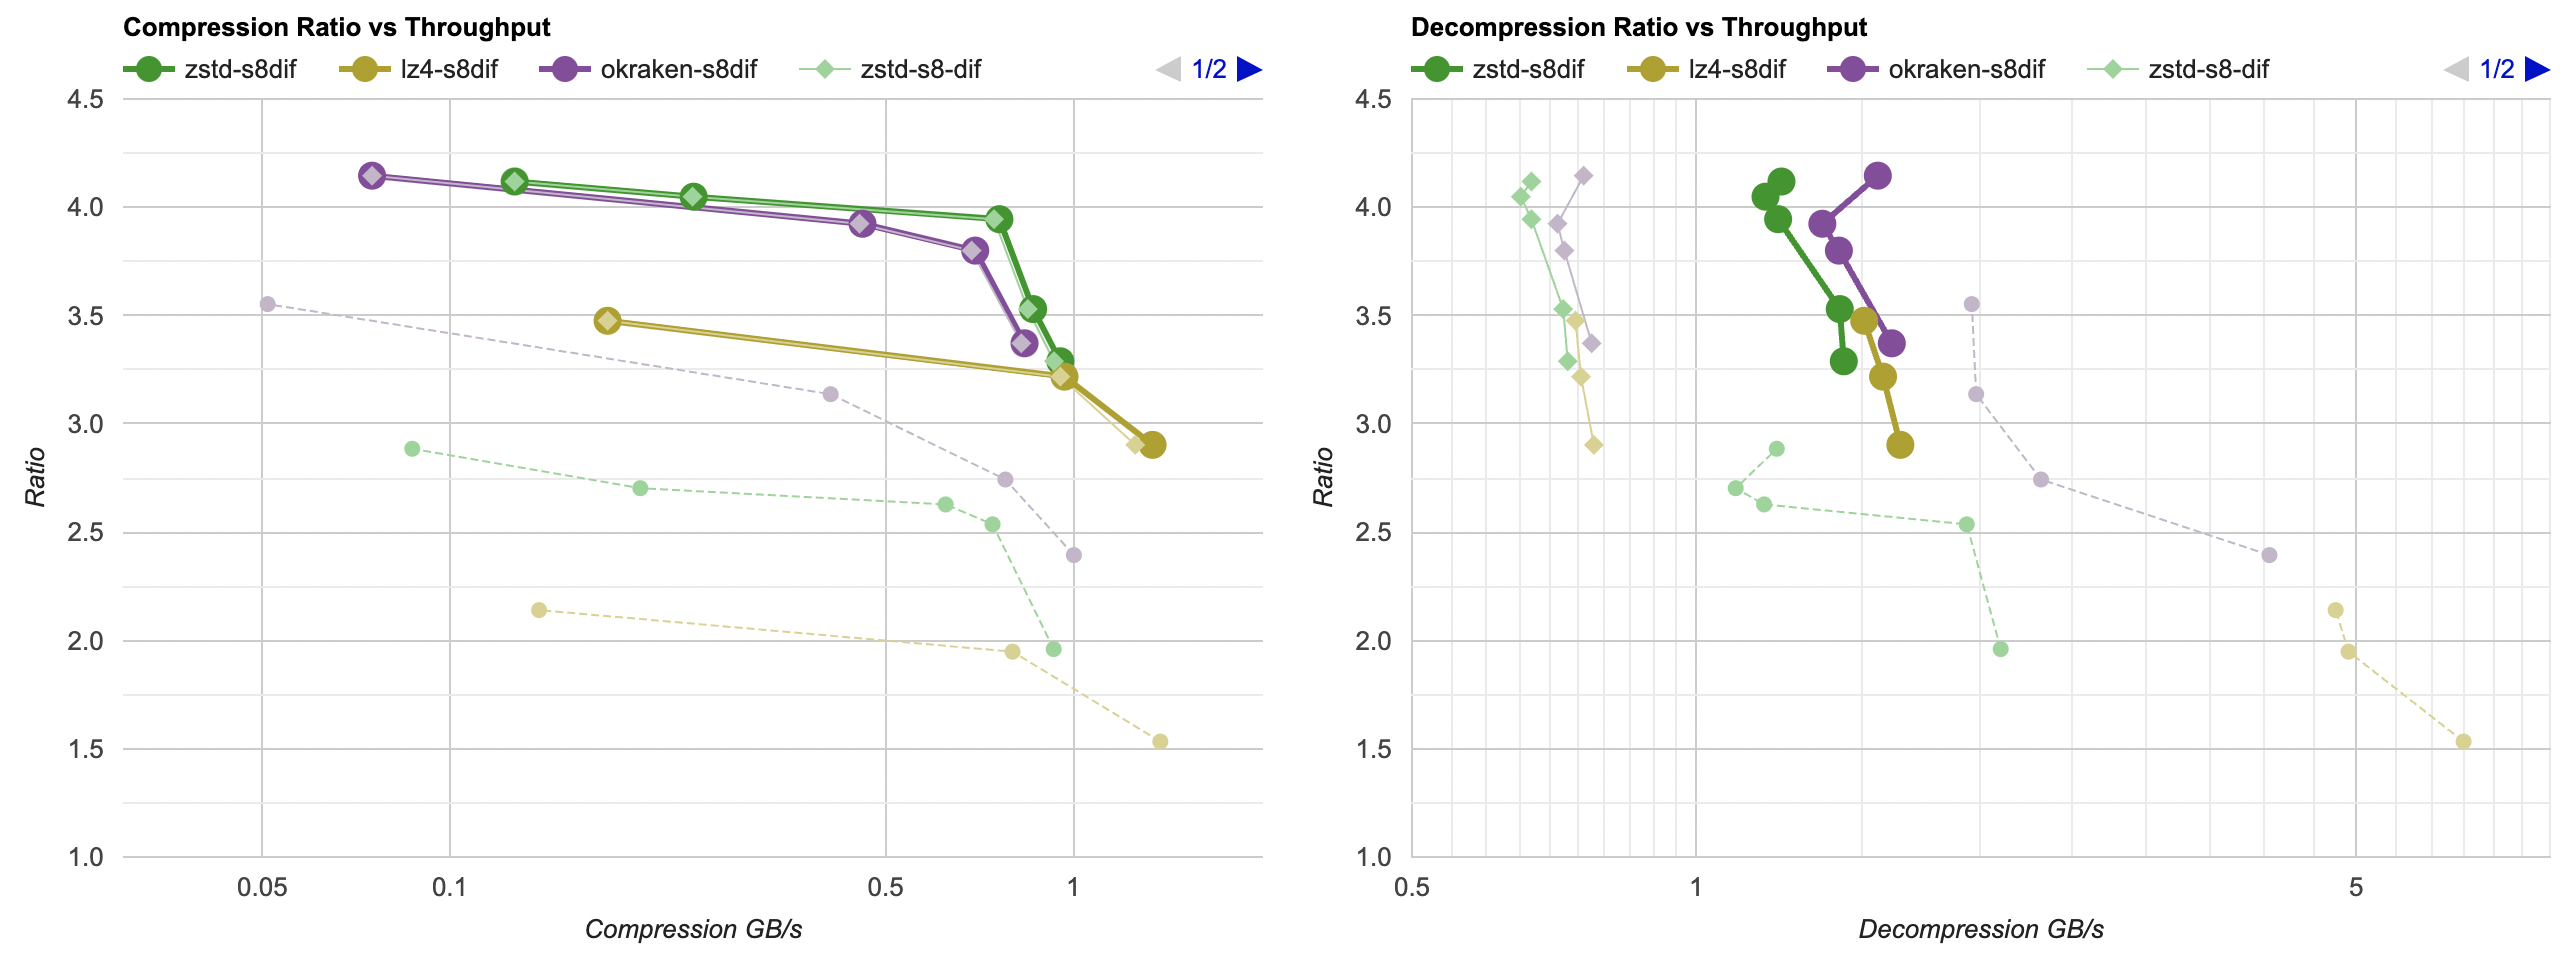 Compression Ratio vs Throughput
zstd-s8dif lz4-s8dif okraken-s8dif zstd-s8-dif 1/2
4.5
4.0
3.5
3.0
2.5
2.0
1.5
1.0
Ratio
0.05 0.1 0.5 1
Compression GB/s
Decompression Ratio vs Throughput
zstd-s8dif lz4-s8dif okraken-s8dif zstd-s8-dif 1/2
4.5
4.0
3.5
3.0
2.5
2.0
1.5
1.0
Ratio
0.5 1 5
Decompression GB/s